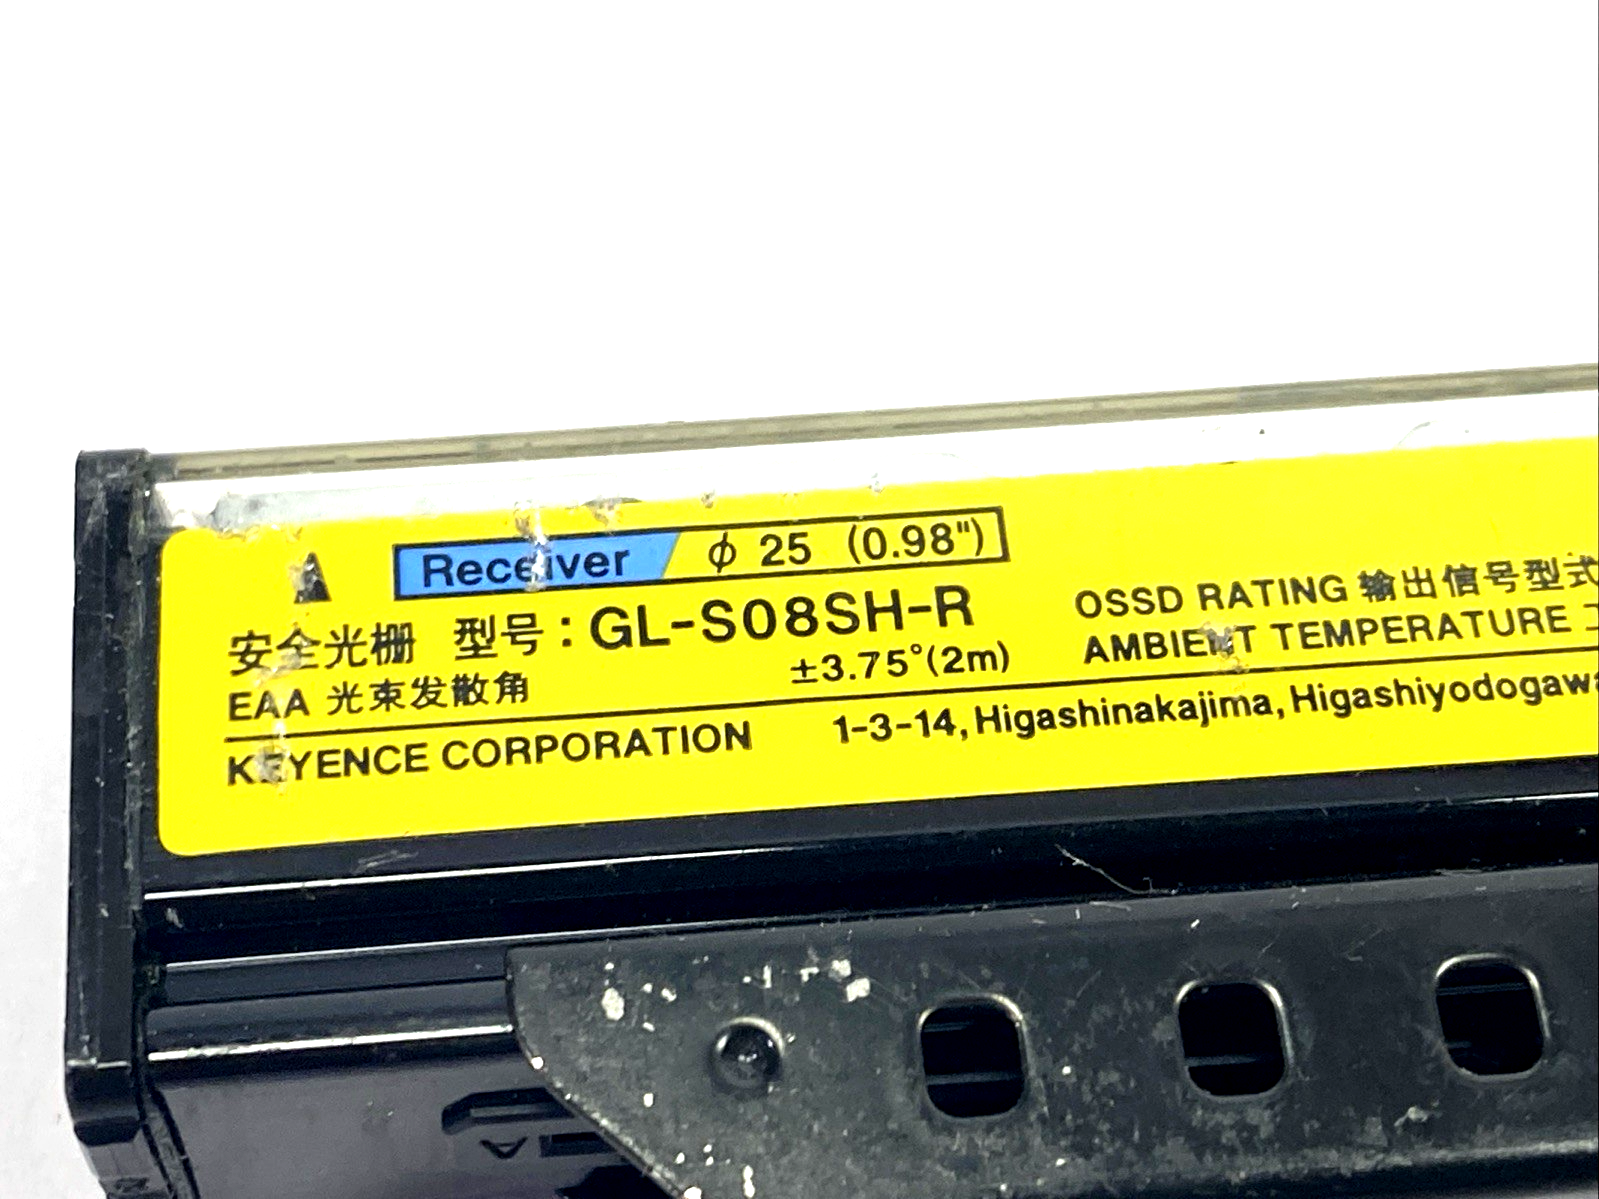 Receiver ϕ 25 (0.98")
安全光栅 型号：GL-S08SH-R
EAA 光束发散角 ±3.75°(2m)
OSSD RATING 输出信号型式
AMBIENT TEMPERATURE
KEYENCE CORPORATION 1-3-14, Higashinakajima, Higashiyodogawa